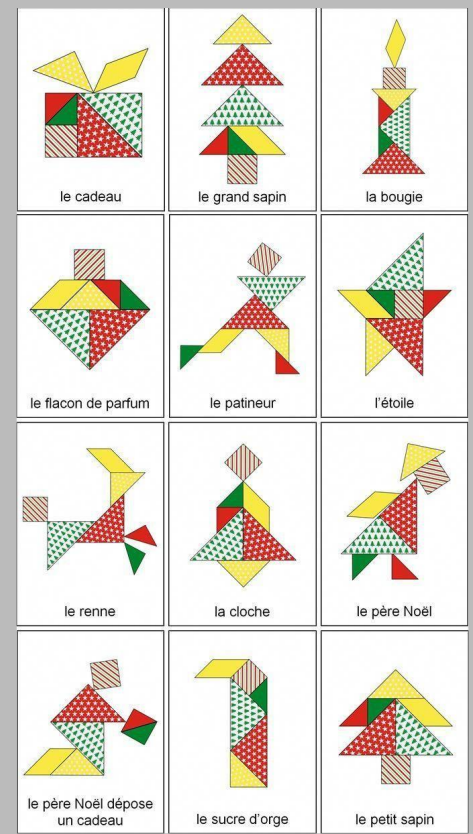 le cadeau
le grand sapin
la bougie
le flacon de parfum
le patineur
l'étoile
le renne
la cloche
le père Noël
le père Noël dépose
un cadeau
le sucre d'orge
le petit sapin